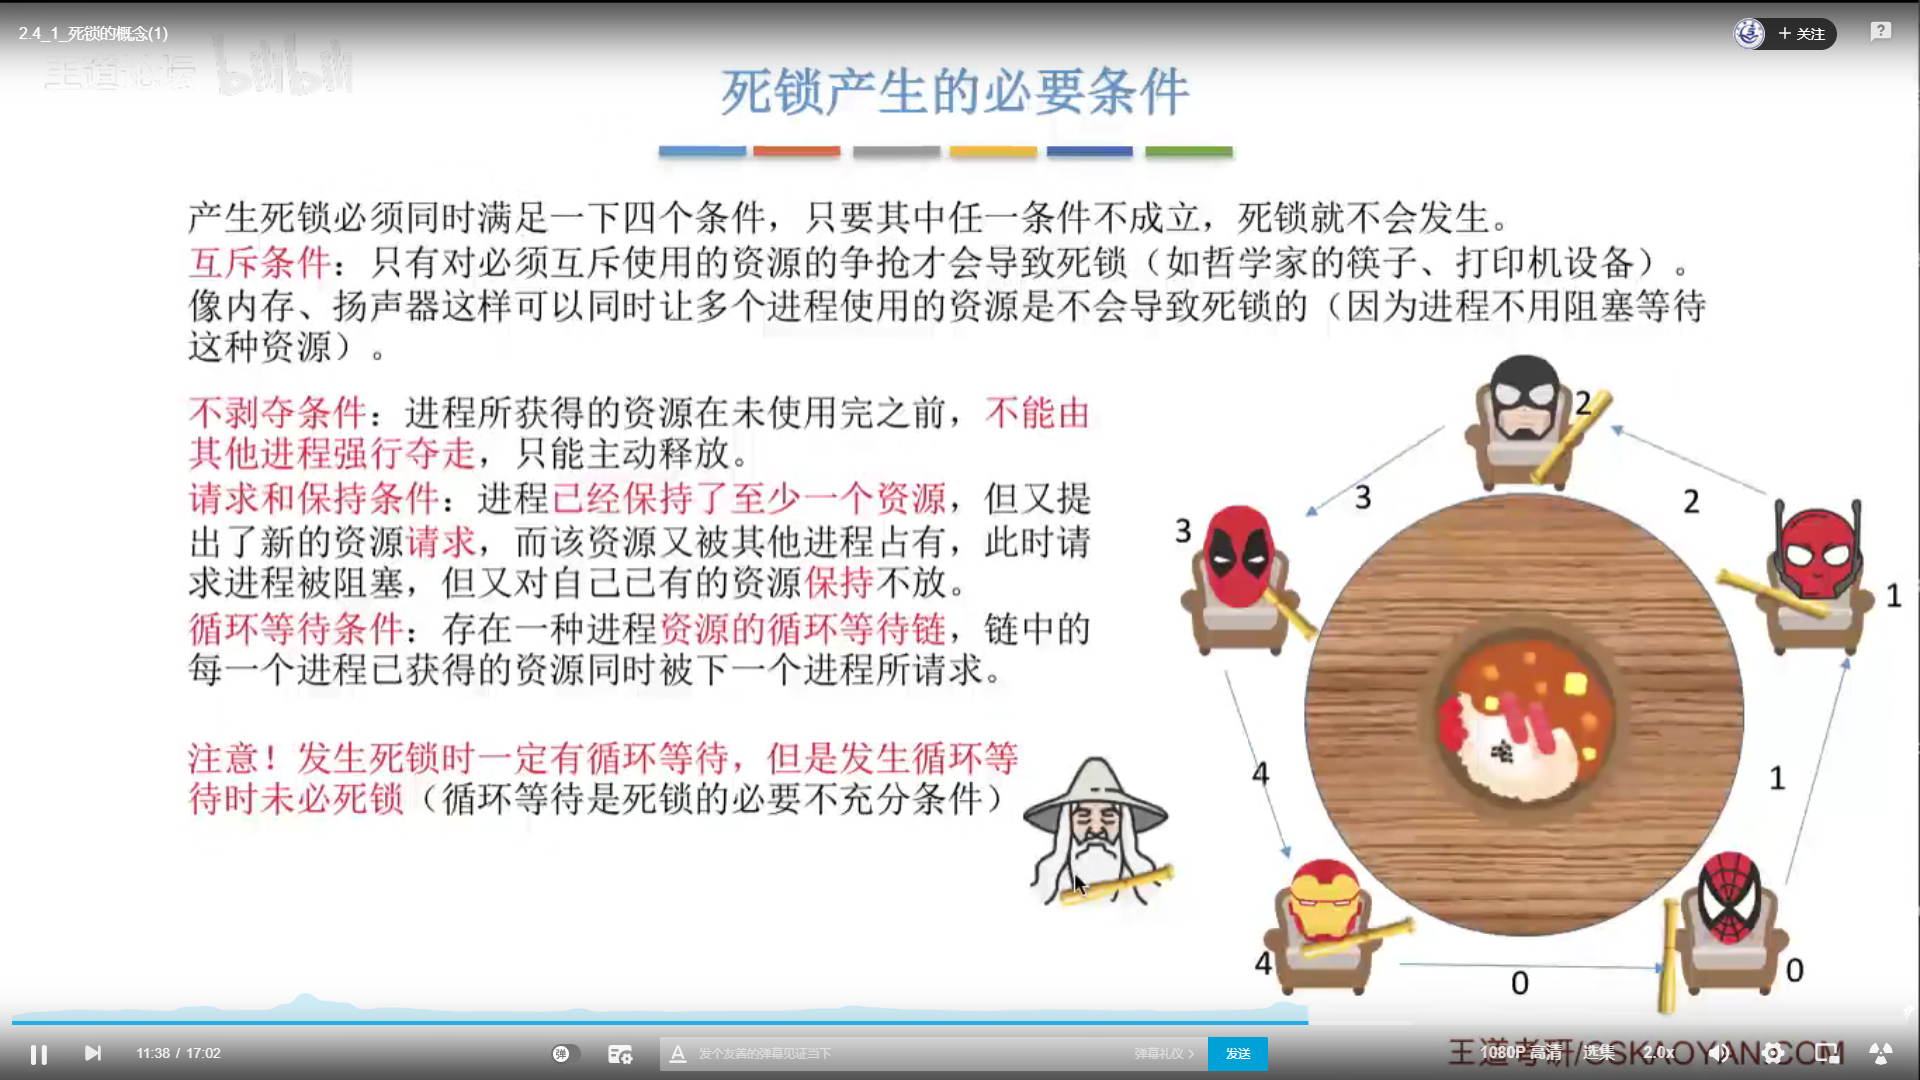 2.4_1_死锁的概念(1)
+ 关注
王道论坛 bilibili
死锁产生的必要条件
产生死锁必须同时满足一下四个条件，只要其中任一条件不成立，死锁就不会发生。
互斥条件：只有对必须互斥使用的资源的争抢才会导致死锁（如哲学家的筷子、打印机设备）。
像内存、扬声器这样可以同时让多个进程使用的资源是不会导致死锁的（因为进程不用阻塞等待
这种资源）。
不剥夺条件：进程所获得的资源在未使用完之前，不能由
其他进程强行夺走，只能主动释放。
请求和保持条件：进程已经保持了至少一个资源，但又提
出了新的资源请求，而该资源又被其他进程占有，此时请
求进程被阻塞，但又对自己已有的资源保持不放。
循环等待条件：存在一种进程资源的循环等待链，链中的
每一个进程已获得的资源同时被下一个进程所请求。
注意！发生死锁时一定有循环等待，但是发生循环等
待时未必死锁（循环等待是死锁的必要不充分条件）
2
3
2
3
1
4
1
4
0
0
11:38 / 17:02
弹
发个友善的弹幕见证当下
弹幕礼仪 >
发送
王道考研/CSKAOYAN.COM
1080P 高清
选集
2.0x